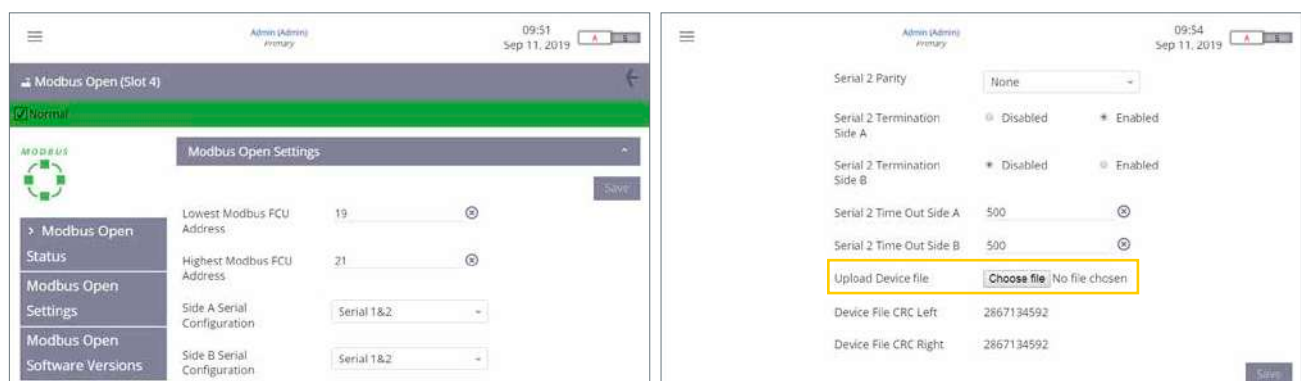 Admin (Admin)
Primary
09:51
Sep 11, 2019
A
Modbus Open (Slot 4)
Normal
MODBUS
> Modbus Open
Status
Modbus Open
Settings
Modbus Open
Software Versions
Modbus Open Settings
Save
Lowest Modbus FCU
Address
19
Highest Modbus FCU
Address
21
Side A Serial
Configuration
Serial 1&2
Side B Serial
Configuration
Serial 1&2
Admin (Admin)
Primary
09:54
Sep 11, 2019
A
Serial 2 Parity
None
Serial 2 Termination
Side A
Disabled
Enabled
Serial 2 Termination
Side B
Disabled
Enabled
Serial 2 Time Out Side A
500
Serial 2 Time Out Side B
500
Upload Device file
Choose file No file chosen
Device File CRC Left
2867134592
Device File CRC Right
2867134592
Save